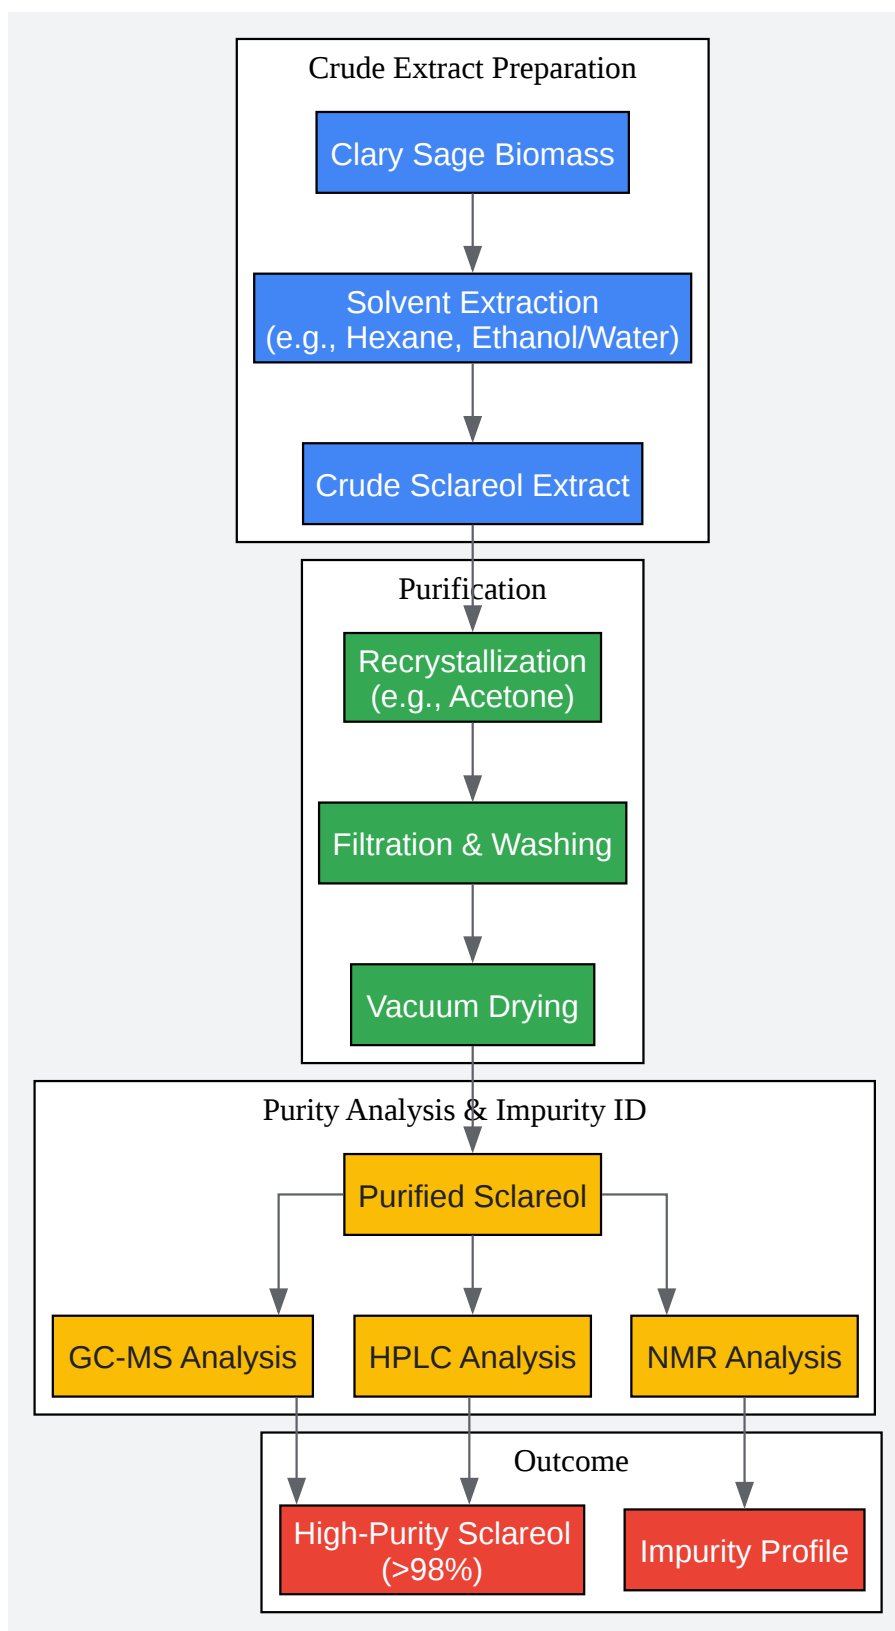 Crude Extract Preparation
Clary Sage Biomass
Solvent Extraction
(e.g., Hexane, Ethanol/Water)
Crude Sclareol Extract
Purification
Recrystallization
(e.g., Acetone)
Filtration & Washing
Vacuum Drying
Purity Analysis & Impurity ID
Purified Sclareol
GC-MS Analysis
HPLC Analysis
NMR Analysis
Outcome
High-Purity Sclareol
(>98%)
Impurity Profile